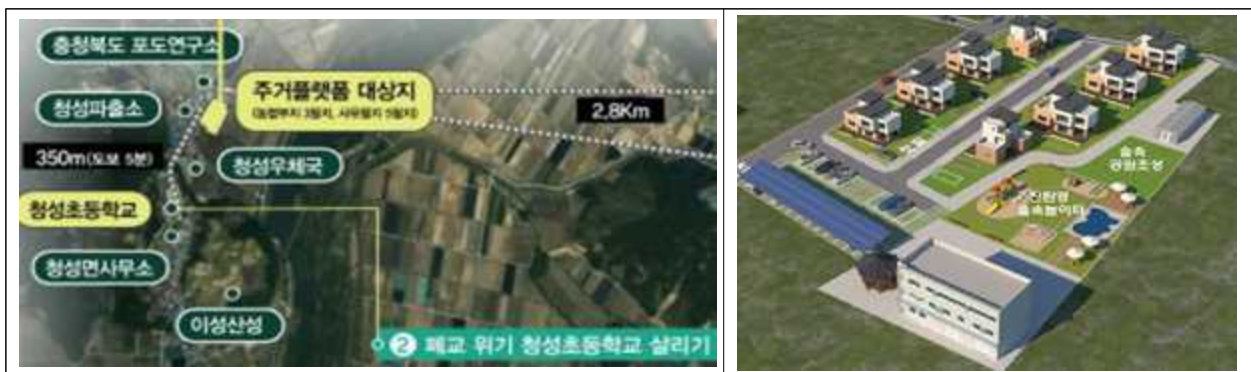 충청북도 포도연구소
청성파출소
주거플랫폼 대상지
2.8Km
350m(도보 5분)
청성우체국
청성초등학교
청성면사무소
이성산성
② 폐교 위기 청성초등학교 살리기
숲속
공원조성
숲속놀이터